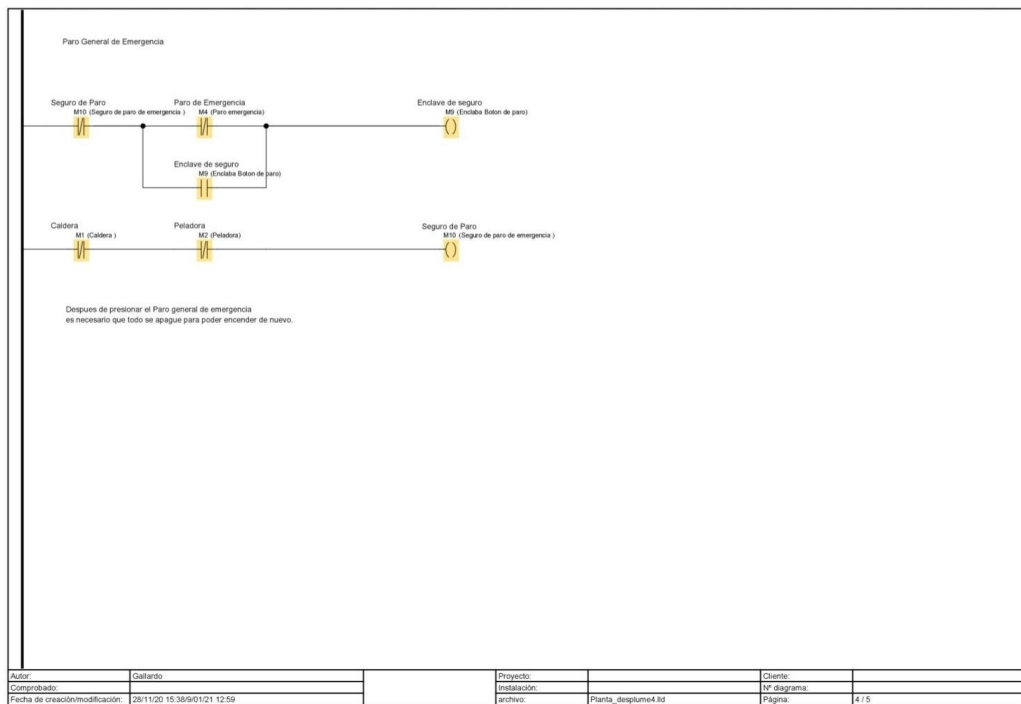 Paro General de Emergencia
Seguro de Paro
M10 (Seguro de paro de emergencia )
Paro de Emergencia
M4 (Paro emergencia)
Enclave de seguro
M9 (Enclaba Boton de paro)
Enclave de seguro
M9 (Enclaba Boton de paro)
Caldera
M1 (Caldera )
Peladora
M2 (Peladora)
Seguro de Paro
M10 (Seguro de paro de emergencia )
Despues de presionar el Paro general de emergencia
es necesario que todo se apague para poder encender de nuevo.
Autor: Gallardo Proyecto: Cliente:
Comprobado: Instalación: Nº diagrama:
Fecha de creación/modificación: 28/11/20 15:38/9/01/21 12:59 archivo: Planta_desplume4.lld Página: 4 / 5